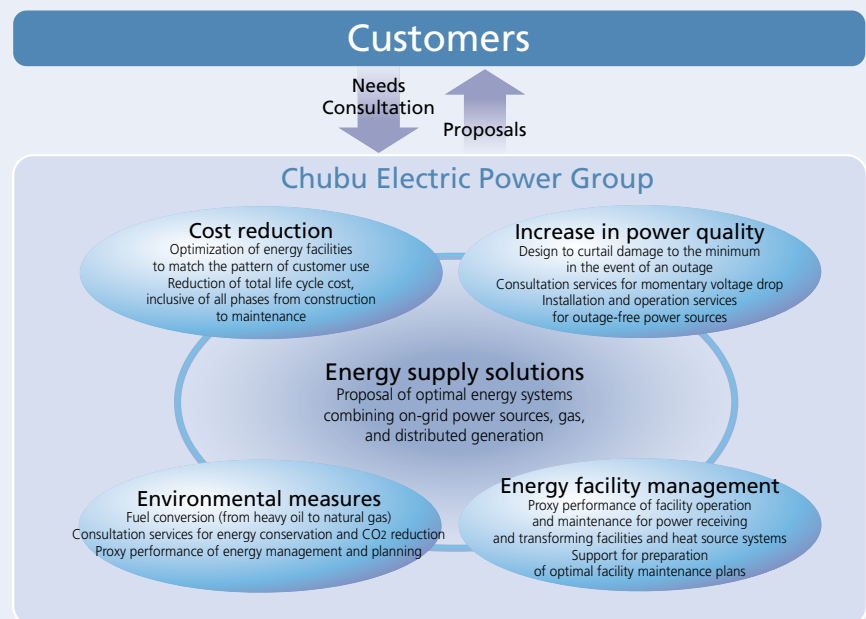 Customers
Needs
Consultation
Proposals
Chubu Electric Power Group
Cost reduction
Optimization of energy facilities
to match the pattern of customer use
Reduction of total life cycle cost,
inclusive of all phases from construction
to maintenance
Increase in power quality
Design to curtail damage to the minimum
in the event of an outage
Consultation services for momentary voltage drop
Installation and operation services
for outage-free power sources
Energy supply solutions
Proposal of optimal energy systems
combining on-grid power sources, gas,
and distributed generation
Environmental measures
Fuel conversion (from heavy oil to natural gas)
Consultation services for energy conservation and CO2 reduction
Proxy performance of energy management and planning
Energy facility management
Proxy performance of facility operation
and maintenance for power receiving
and transforming facilities and heat source systems
Support for preparation
of optimal facility maintenance plans